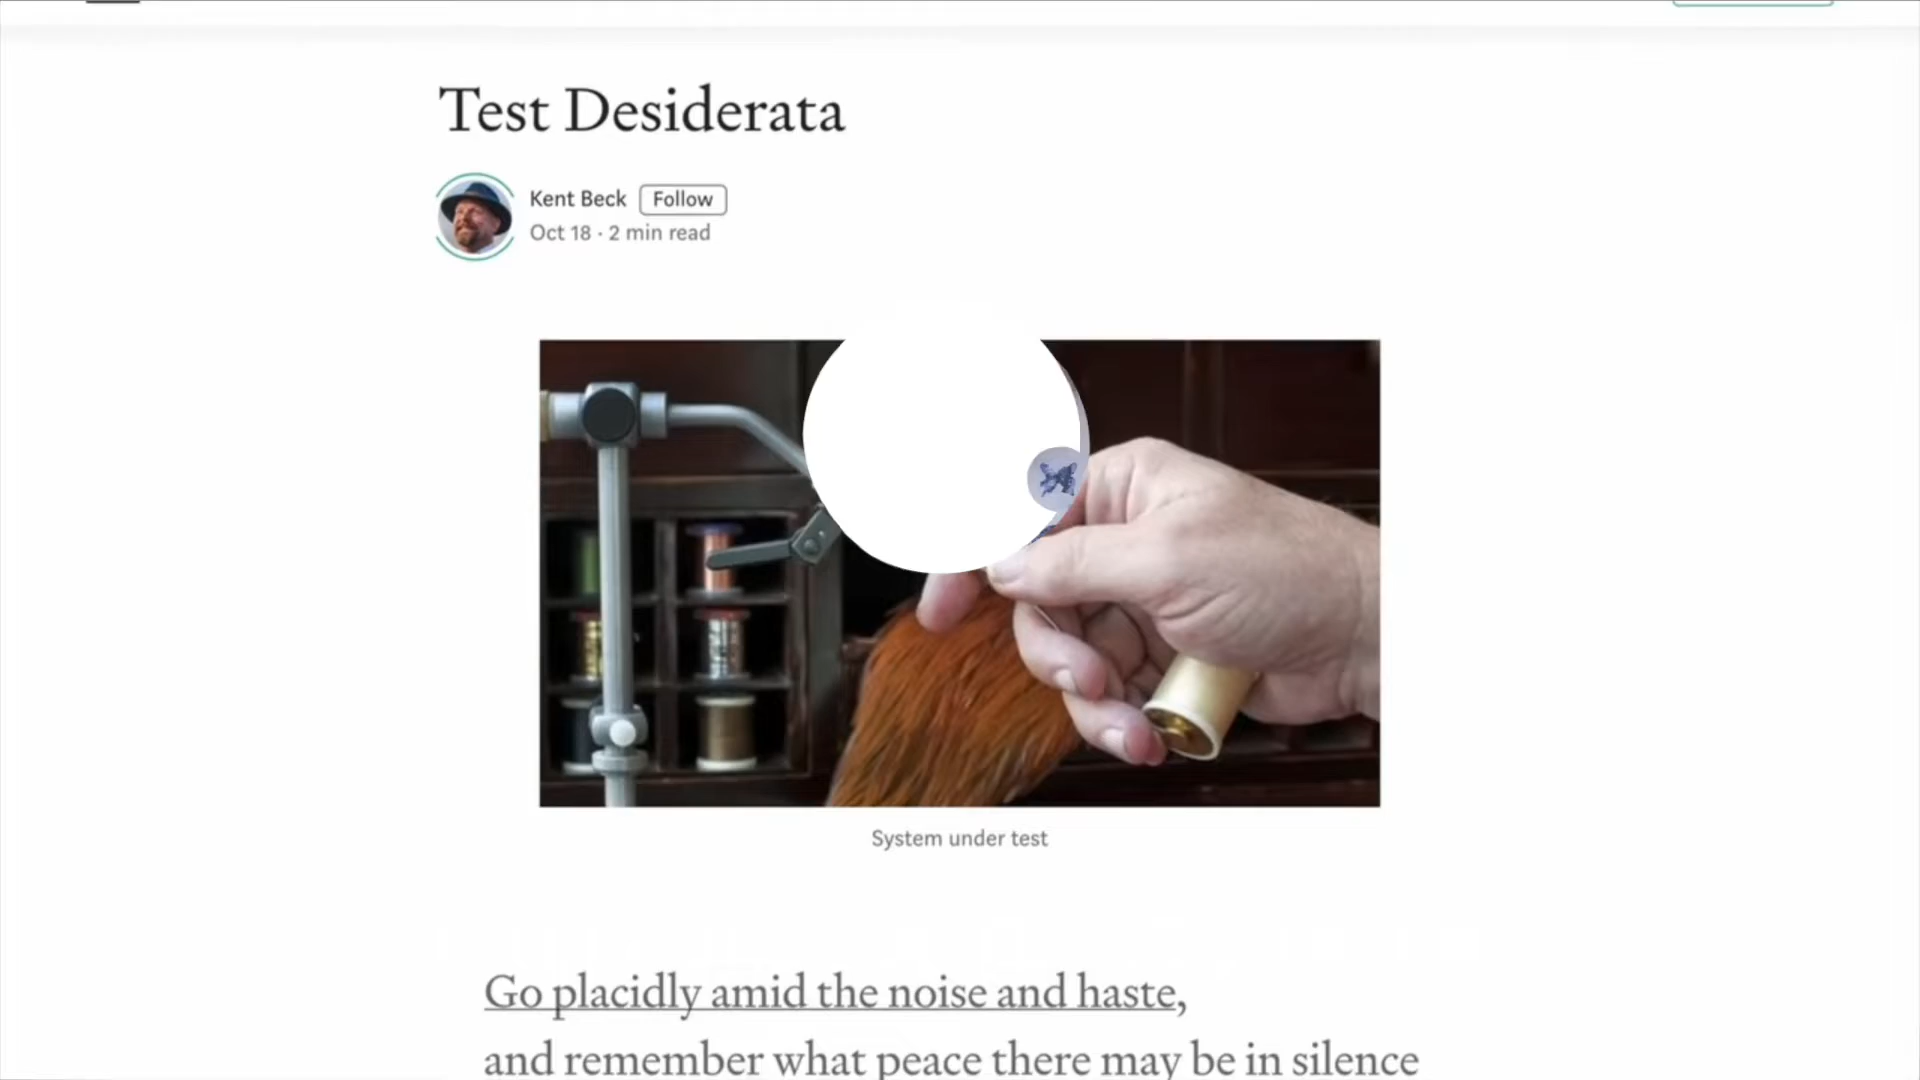 Test Desiderata
Kent Beck Follow
Oct 18 · 2 min read
System under test
Go placidly amid the noise and haste,
and remember what peace there may be in silence